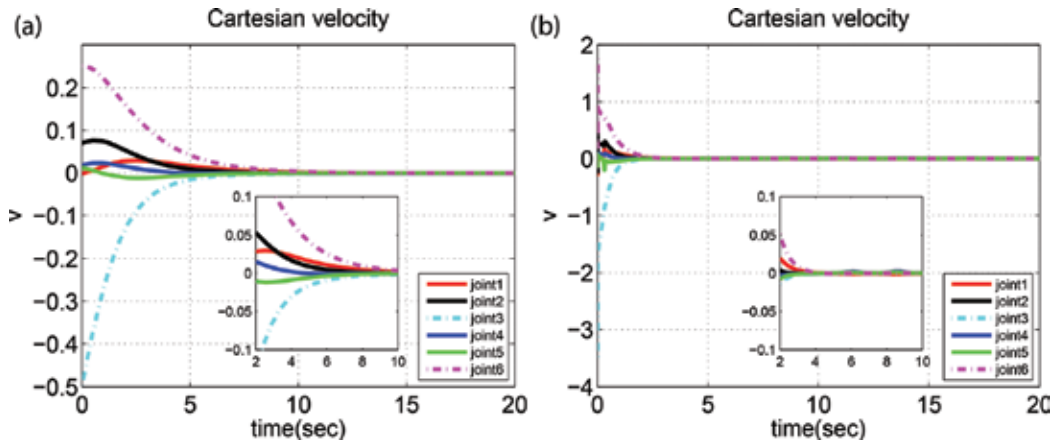 (a)
Cartesian velocity
0.2
0.1
0
−0.1
−0.2
−0.3
−0.4
−0.5
v
0
5
10
15
20
time(sec)
0.1
0.05
0
−0.05
−0.1
2
4
6
8
10
joint1
joint2
joint3
joint4
joint5
joint6
(b)
Cartesian velocity
2
1
0
−1
−2
−3
−4
v
0
5
10
15
20
time(sec)
0.1
0.05
0
−0.05
−0.1
2
4
6
8
10
joint1
joint2
joint3
joint4
joint5
joint6